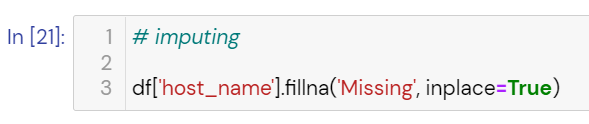 In [21]:
1 # imputing
2
3 df['host_name'].fillna('Missing', inplace=True)